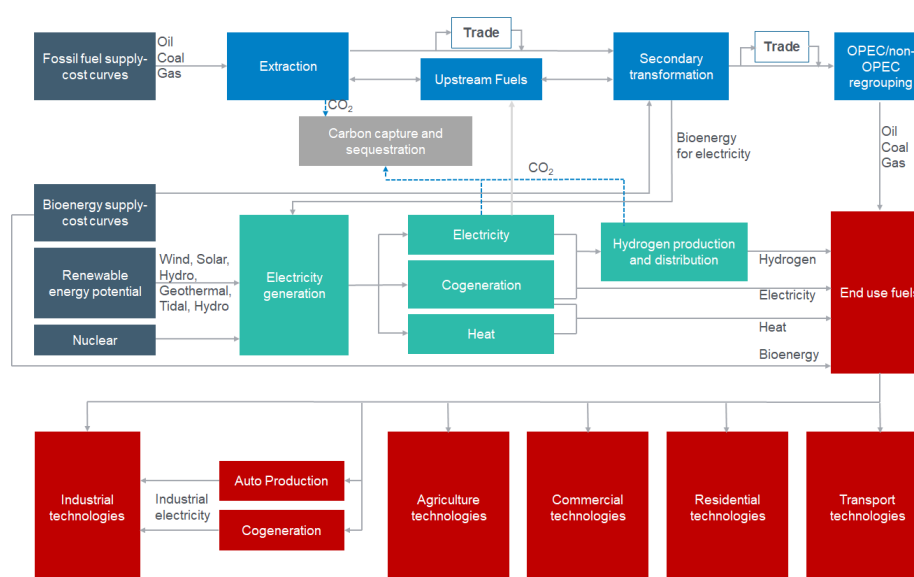 Fossil fuel supply-
cost curves
Oil
Coal
Gas
Extraction
Trade
Upstream Fuels
Secondary
transformation
Trade
OPEC/non-
OPEC
regrouping
CO2
Carbon capture and
sequestration
Bioenergy
for electricity
Oil
Coal
Gas
CO2
Bioenergy supply-
cost curves
Renewable
energy potential
Nuclear
Wind, Solar,
Hydro,
Geothermal,
Tidal, Hydro
Electricity
generation
Electricity
Cogeneration
Heat
Hydrogen production
and distribution
Hydrogen
Electricity
Heat
Bioenergy
End use fuels
Industrial
technologies
Industrial
electricity
Auto Production
Cogeneration
Agriculture
technologies
Commercial
technologies
Residential
technologies
Transport
technologies